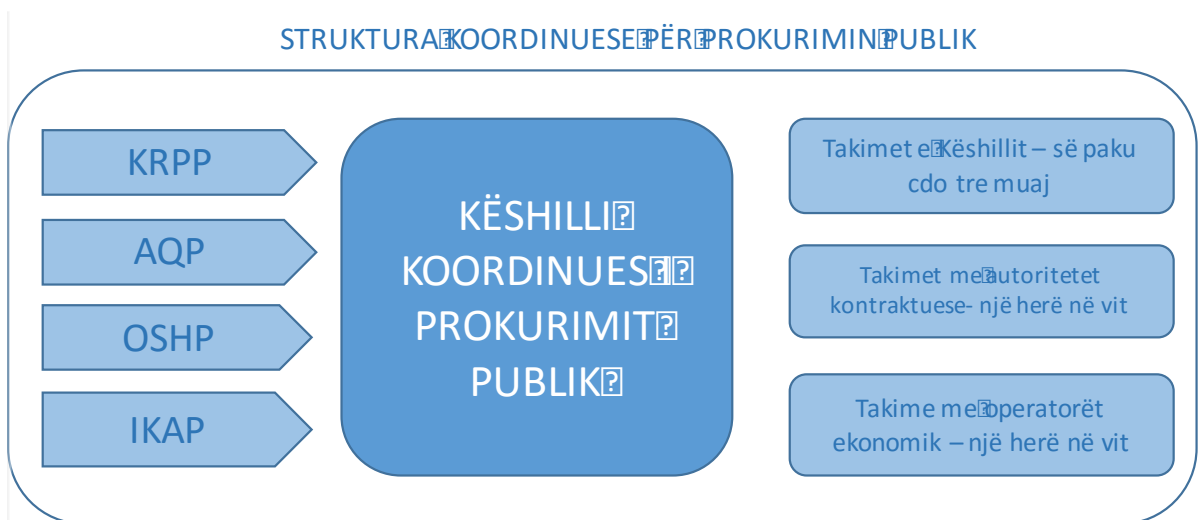 STRUKTURA KOORDINUESE PËR PROKURIMIN PUBLIK
KRPP
AQP
OSHP
IKAP
KËSHILLI
KOORDINUES I
PROKURIMIT
PUBLIK
Takimet e Këshillit – së paku
cdo tre muaj
Takimet me autoritetet
kontraktuese- një herë në vit
Takime me operatorët
ekonomik – një herë në vit